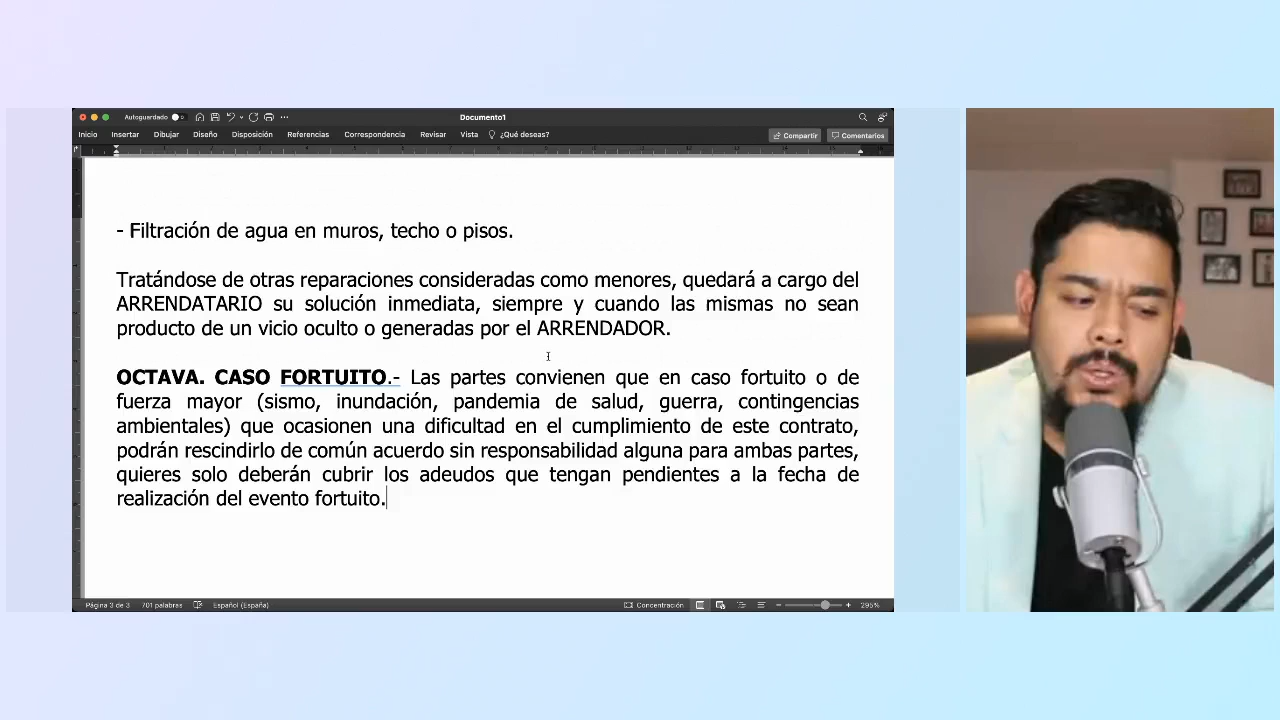 Autoguardado
Documento1
Inicio Insertar Dibujar Diseño Disposición Referencias Correspondencia Revisar Vista ¿Qué deseas? Compartir Comentarios
- Filtración de agua en muros, techo o pisos.
Tratándose de otras reparaciones consideradas como menores, quedará a cargo del
ARRENDATARIO su solución inmediata, siempre y cuando las mismas no sean
producto de un vicio oculto o generadas por el ARRENDADOR.
OCTAVA. CASO FORTUITO.- Las partes convienen que en caso fortuito o de
fuerza mayor (sismo, inundación, pandemia de salud, guerra, contingencias
ambientales) que ocasionen una dificultad en el cumplimiento de este contrato,
podrán rescindirlo de común acuerdo sin responsabilidad alguna para ambas partes,
quieres solo deberán cubrir los adeudos que tengan pendientes a la fecha de
realización del evento fortuito.
Página 3 de 3 701 palabras Español (España) Concentración 295%